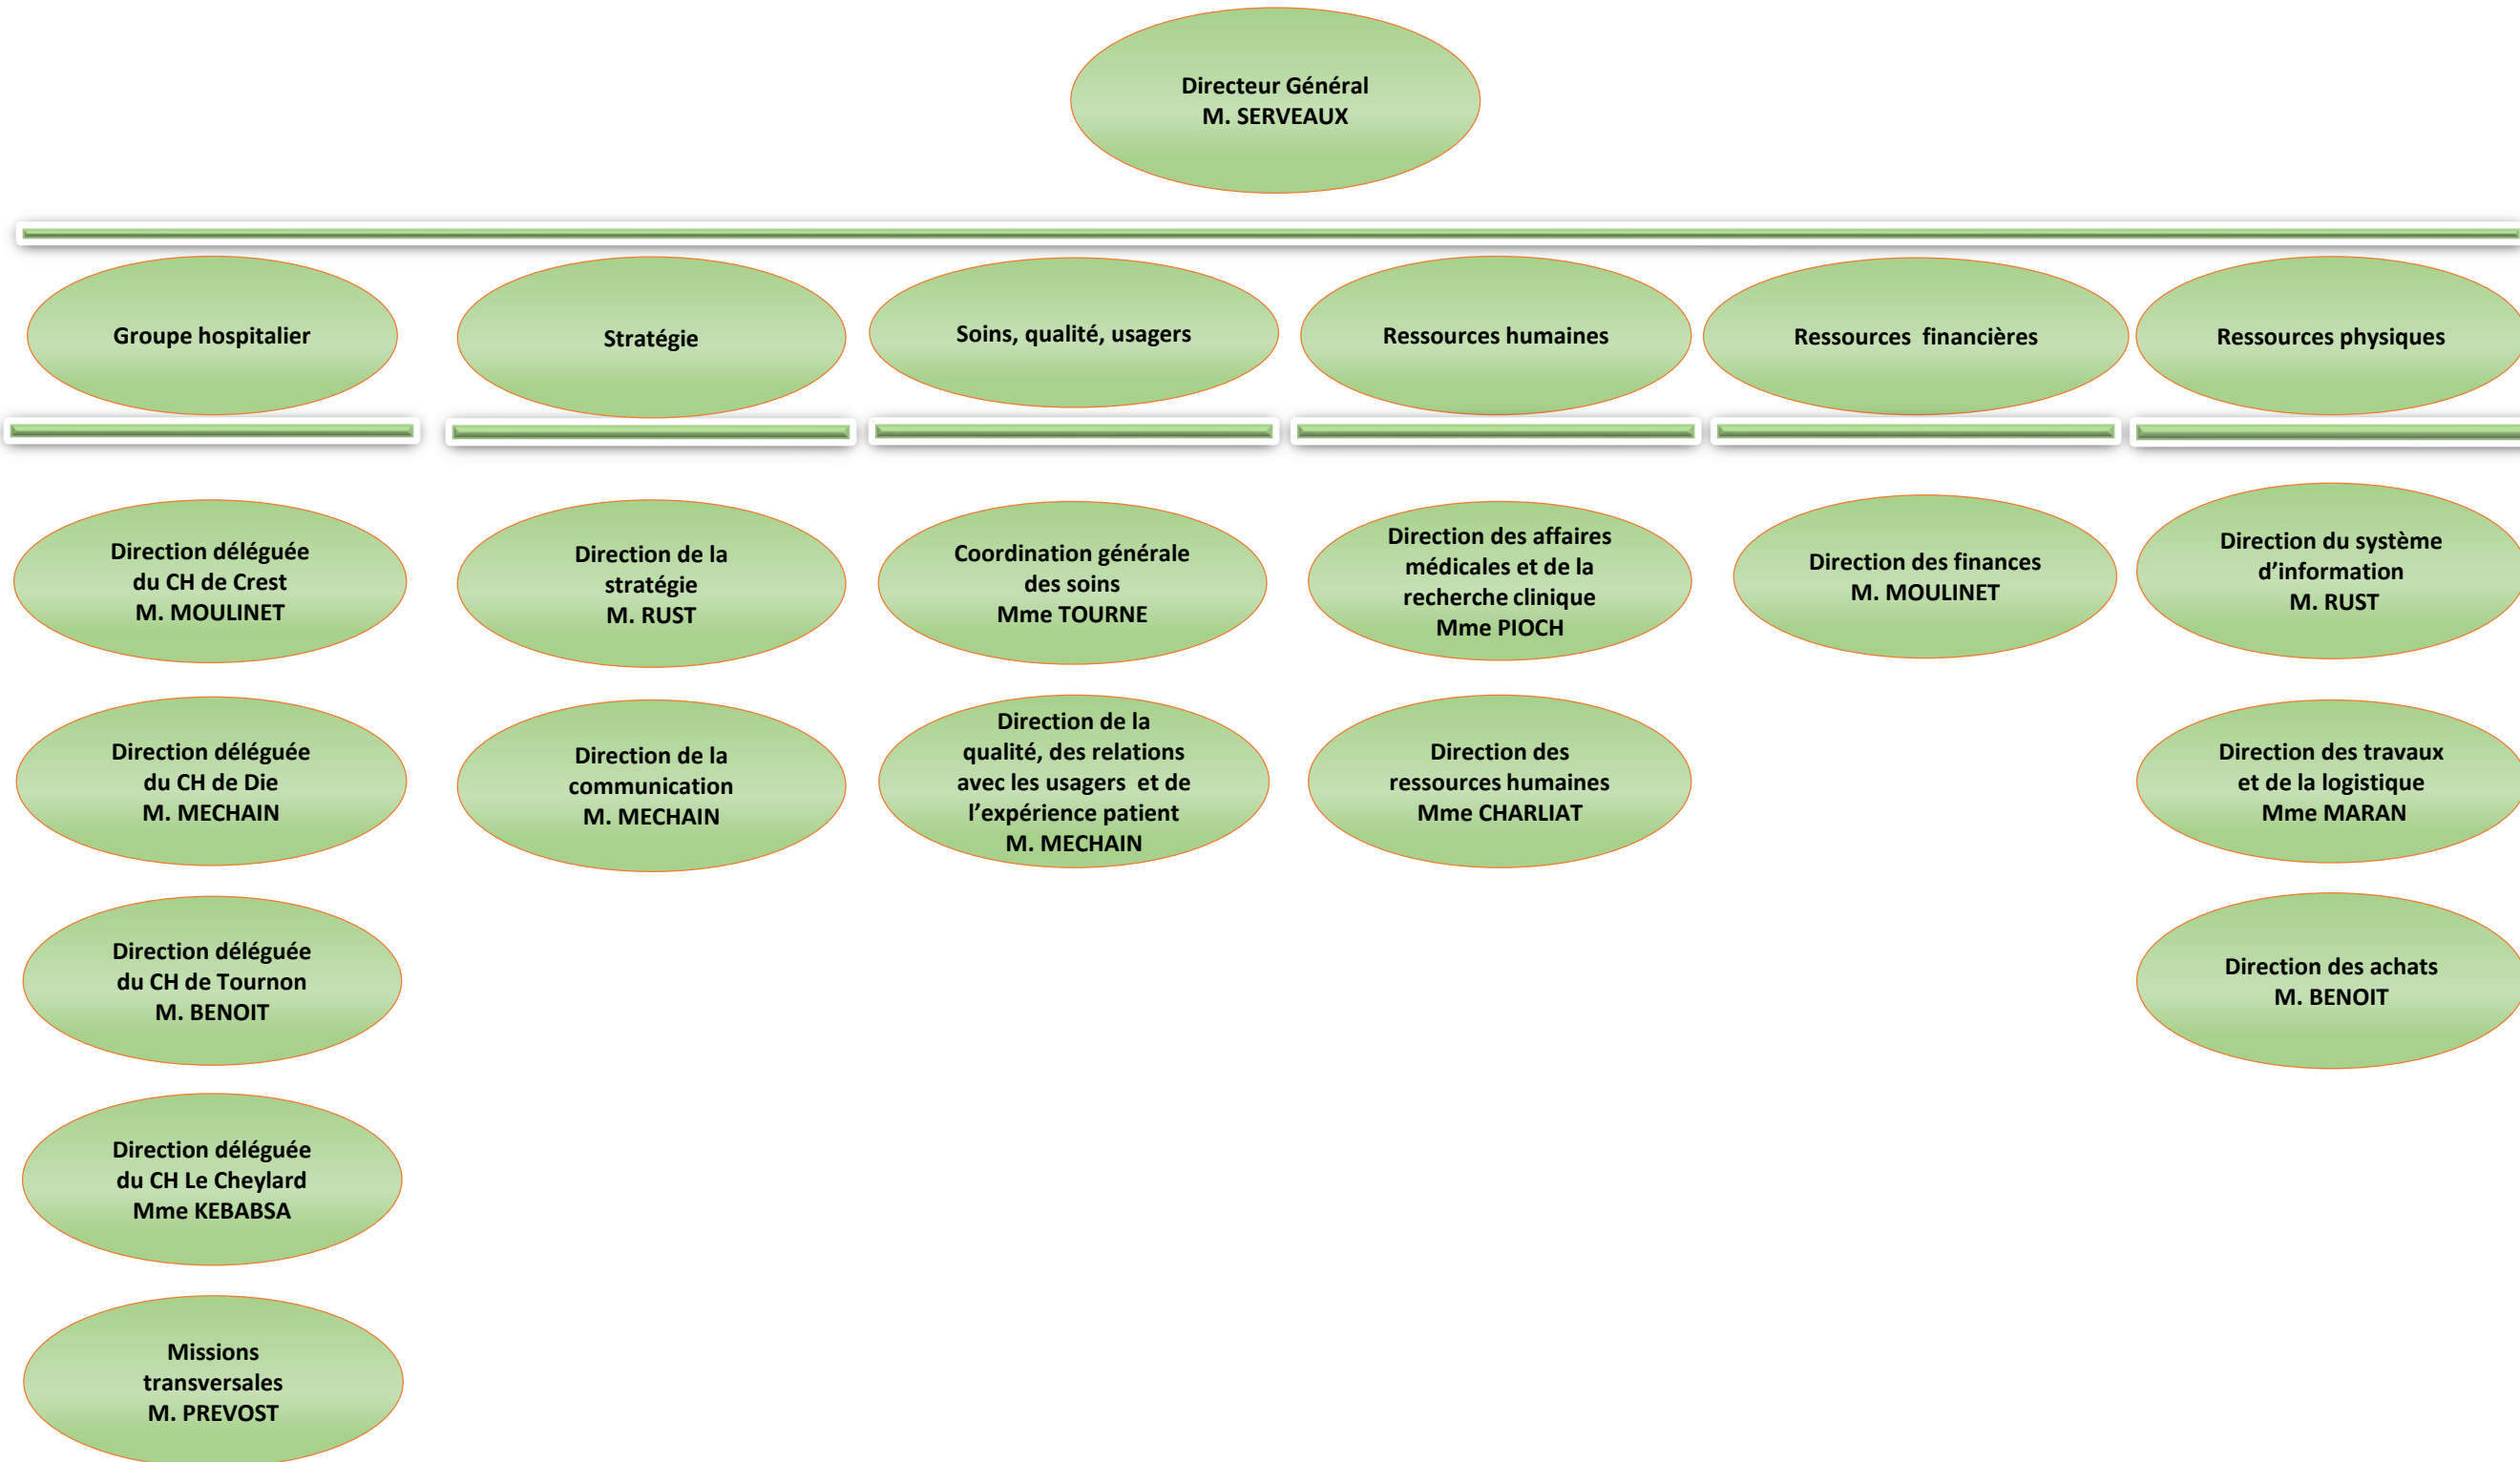 Directeur Général
M. SERVEAUX
Groupe hospitalier
Stratégie
Soins, qualité, usagers
Ressources humaines
Ressources  financières
Ressources physiques
Direction déléguée
du CH de Crest
M. MOULINET
Direction de la
stratégie
M. RUST
Coordination générale
des soins
Mme TOURNE
Direction des affaires
médicales et de la
recherche clinique
Mme PIOCH
Direction des finances
M. MOULINET
Direction du système
d’information
M. RUST
Direction déléguée
du CH de Die
M. MECHAIN
Direction de la
communication
M. MECHAIN
Direction de la
qualité, des relations
avec les usagers  et de
l’expérience patient
M. MECHAIN
Direction des
ressources humaines
Mme CHARLIAT
Direction des travaux
et de la logistique
Mme MARAN
Direction déléguée
du CH de Tournon
M. BENOIT
Direction des achats
M. BENOIT
Direction déléguée
du CH Le Cheylard
Mme KEBABSA
Missions
transversales
M. PREVOST